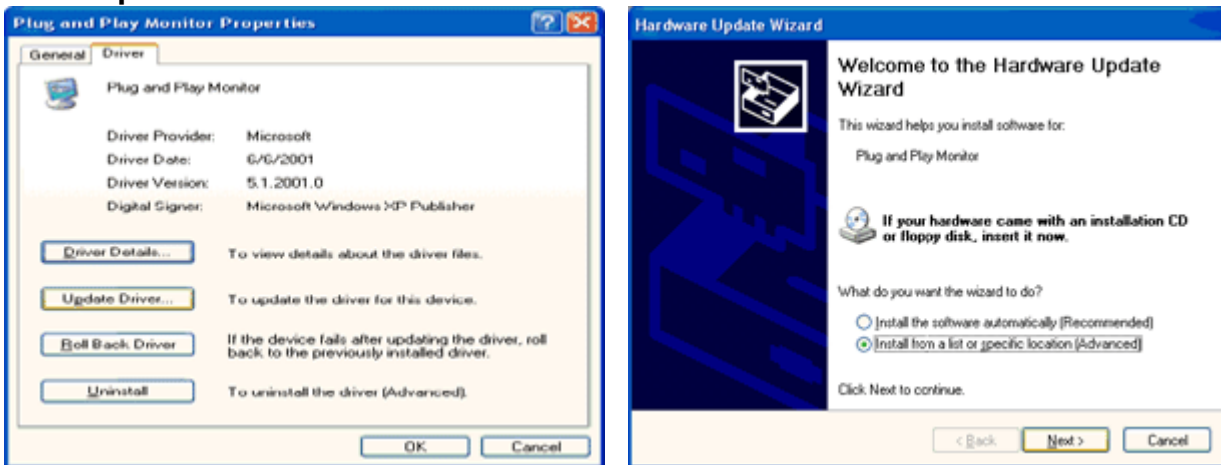 Plug and Play Monitor Properties
General Driver
Plug and Play Monitor
Driver Provider: Microsoft
Driver Date: 6/6/2001
Driver Version: 5.1.2001.0
Digital Signer: Microsoft Windows XP Publisher
Driver Details... To view details about the driver files.
Update Driver... To update the driver for this device.
Roll Back Driver If the device fails after updating the driver, roll
back to the previously installed driver.
Uninstall To uninstall the driver (Advanced).
OK Cancel
Hardware Update Wizard
Welcome to the Hardware Update
Wizard
This wizard helps you install software for:
Plug and Play Monitor
If your hardware came with an installation CD
or floppy disk, insert it now.
What do you want the wizard to do?
Install the software automatically (Recommended)
Install from a list or specific location (Advanced)
Click Next to continue.
< Back Next > Cancel